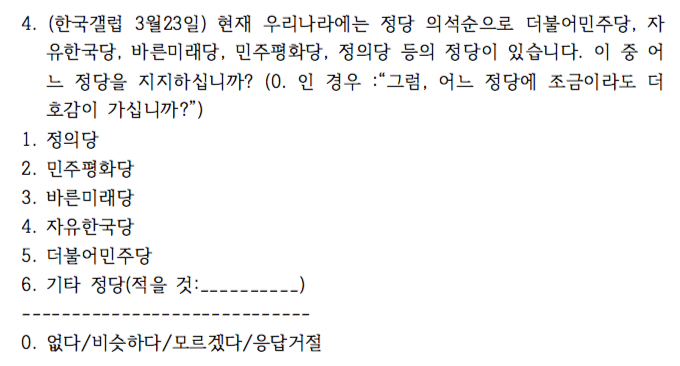 4. (한국갤럽 3월23일) 현재 우리나라에는 정당 의석순으로 더불어민주당, 자
유한국당, 바른미래당, 민주평화당, 정의당 등의 정당이 있습니다. 이 중 어
느 정당을 지지하십니까? (0. 인 경우 :“그럼, 어느 정당에 조금이라도 더
호감이 가십니까?”)
1. 정의당
2. 민주평화당
3. 바른미래당
4. 자유한국당
5. 더불어민주당
6. 기타 정당(적을 것:__________)
-----------------------------
0. 없다/비슷하다/모르겠다/응답거절